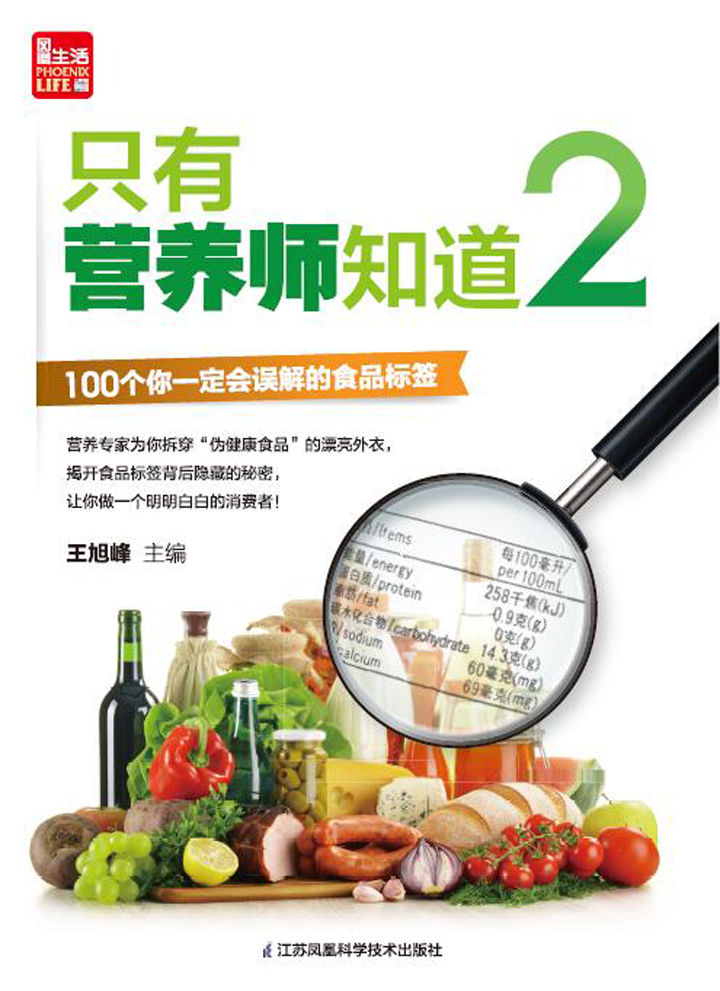 凤凰生活
PHOENIX
LIFE
只有
营养师知道2
100个你一定会误解的食品标签
营养专家为你拆穿“伪健康食品”的漂亮外衣，
揭开食品标签背后隐藏的秘密，
让你做一个明明白白的消费者！
王旭峰 主编
/Items 每100毫升/
per 100mL
能量/energy 258千焦(kJ)
蛋白质/protein 0.9克(g)
脂肪/fat 0克(g)
碳水化合物/carbohydrate 14.3克(g)
/sodium 60毫克(mg)
calcium 69毫克(mg)
江苏凤凰科学技术出版社